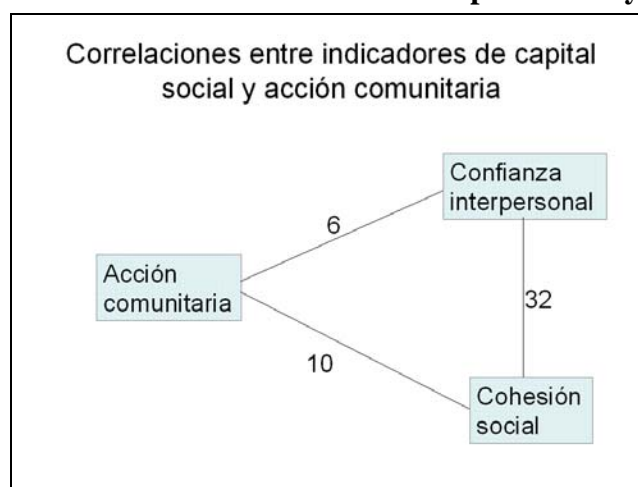 Correlaciones entre indicadores de capital
social y acción comunitaria
Confianza
interpersonal
6
Acción
comunitaria
32
10
Cohesión
social